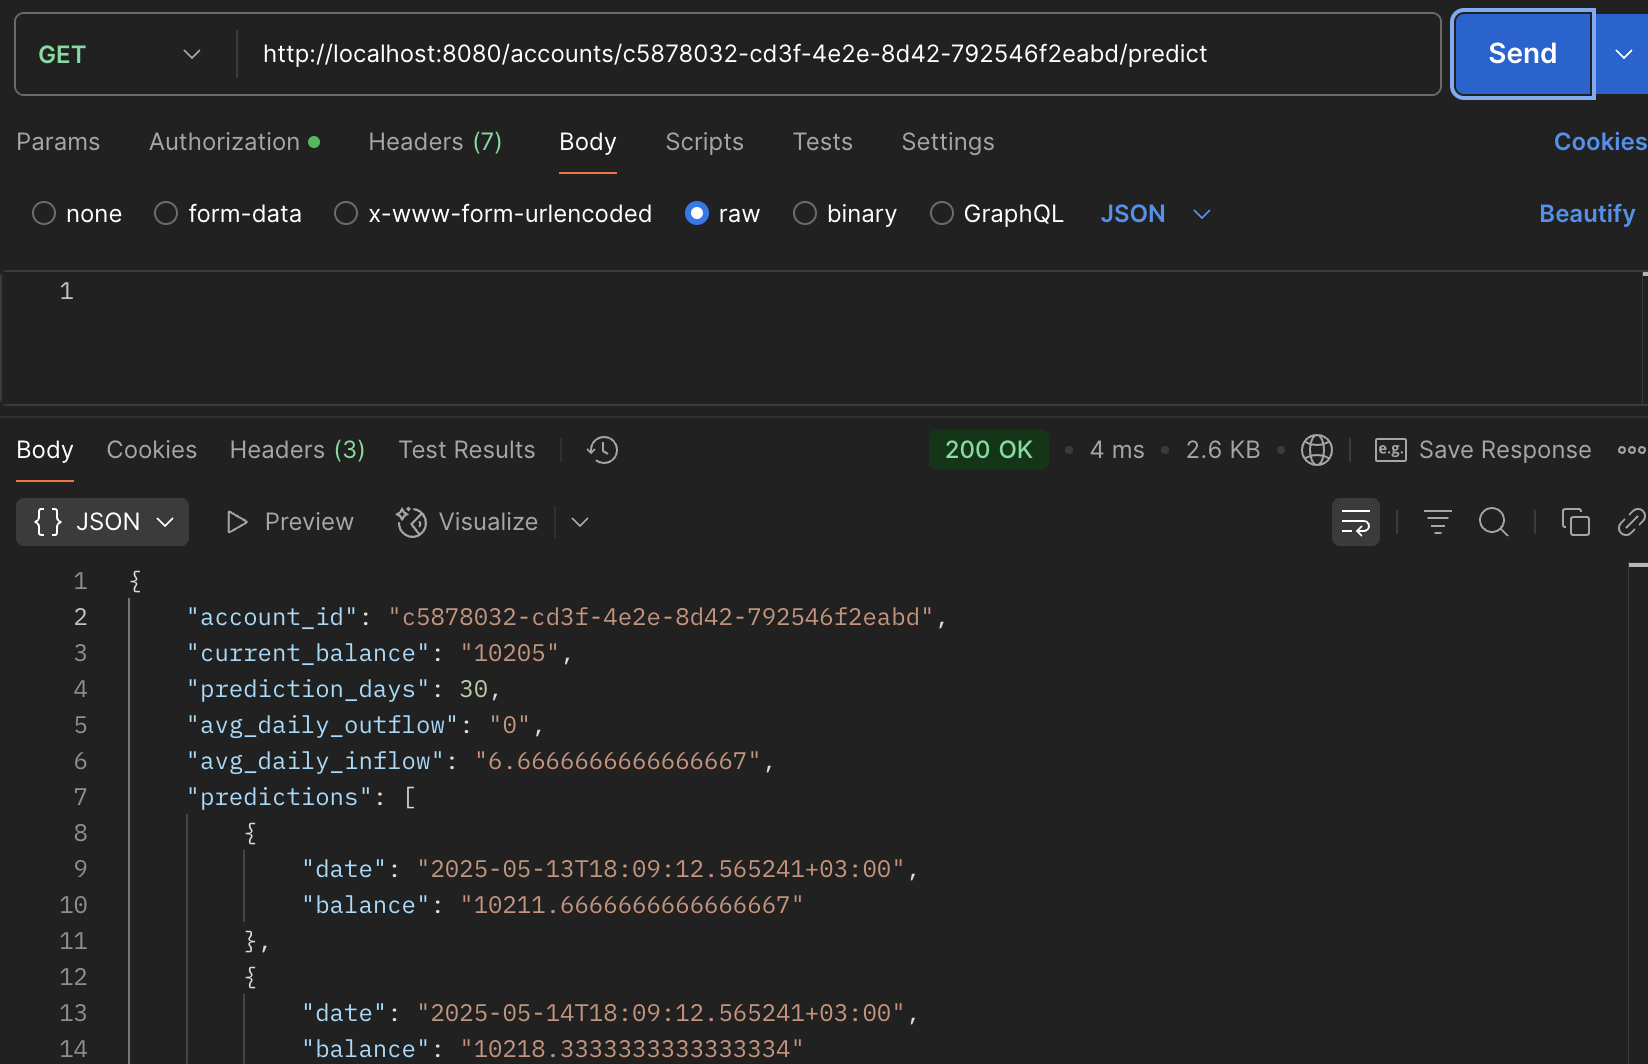 GET http://localhost:8080/accounts/c5878032-cd3f-4e2e-8d42-792546f2eabd/predict Send
Params Authorization Headers (7) Body Scripts Tests Settings Cookies
none form-data x-www-form-urlencoded raw binary GraphQL JSON Beautify
1
Body Cookies Headers (3) Test Results 200 OK • 4 ms • 2.6 KB • e.g. Save Response
{} JSON Preview Visualize
1 {
2 "account_id": "c5878032-cd3f-4e2e-8d42-792546f2eabd",
3 "current_balance": "10205",
4 "prediction_days": 30,
5 "avg_daily_outflow": "0",
6 "avg_daily_inflow": "6.6666666666666667",
7 "predictions": [
8 {
9 "date": "2025-05-13T18:09:12.565241+03:00",
10 "balance": "10211.6666666666666667"
11 },
12 {
13 "date": "2025-05-14T18:09:12.565241+03:00",
14 "balance": "10218.3333333333333334"